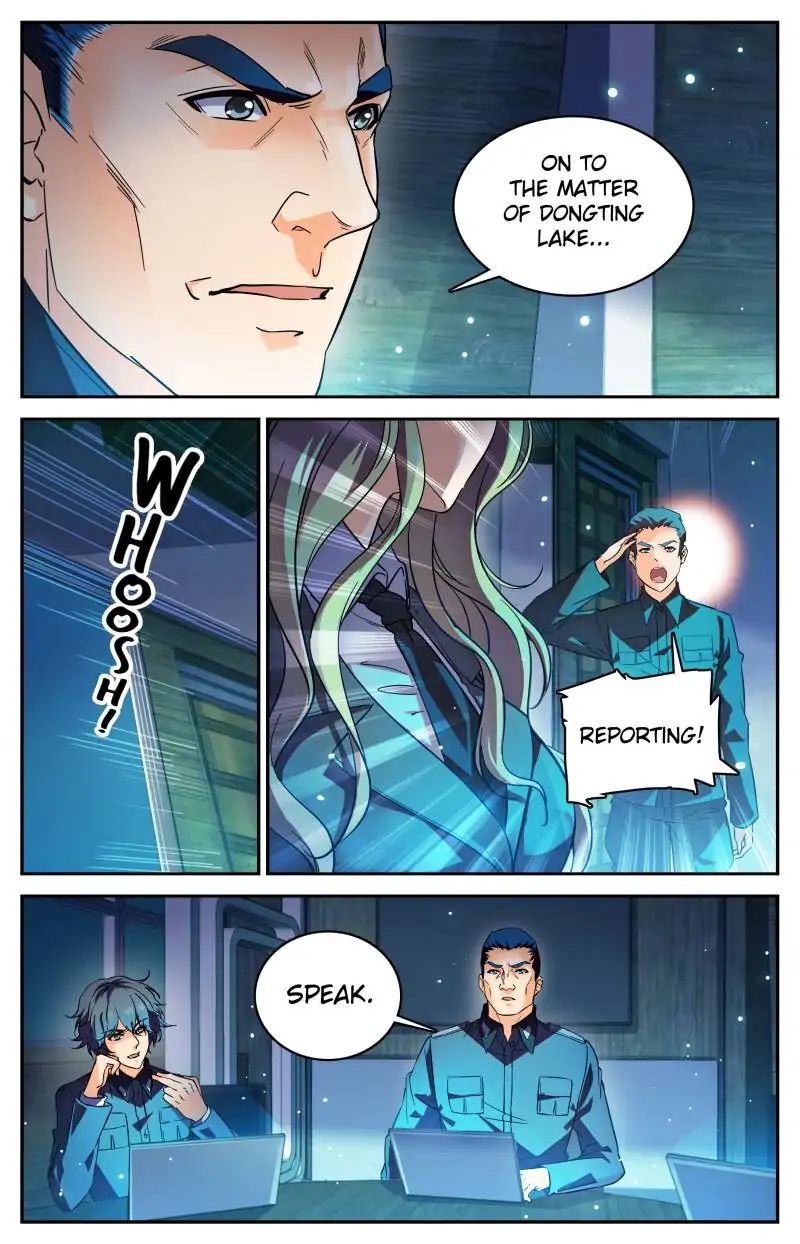 ON TO
THE MATTER
OF DONGTING
LAKE...
WHOOSH!
REPORTING!
SPEAK.